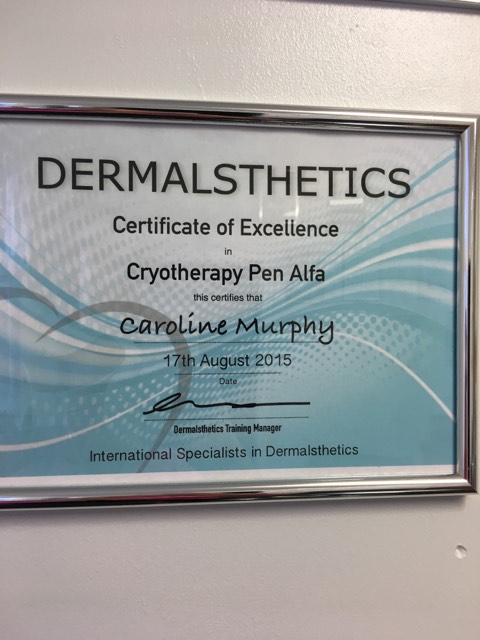 DERMALSTHETICS
Certificate of Excellence
in
Cryotherapy Pen Alfa
this certifies that
Caroline Murphy
17th August 2015
Date
Dermalsthetics Training Manager
International Specialists in Dermalsthetics